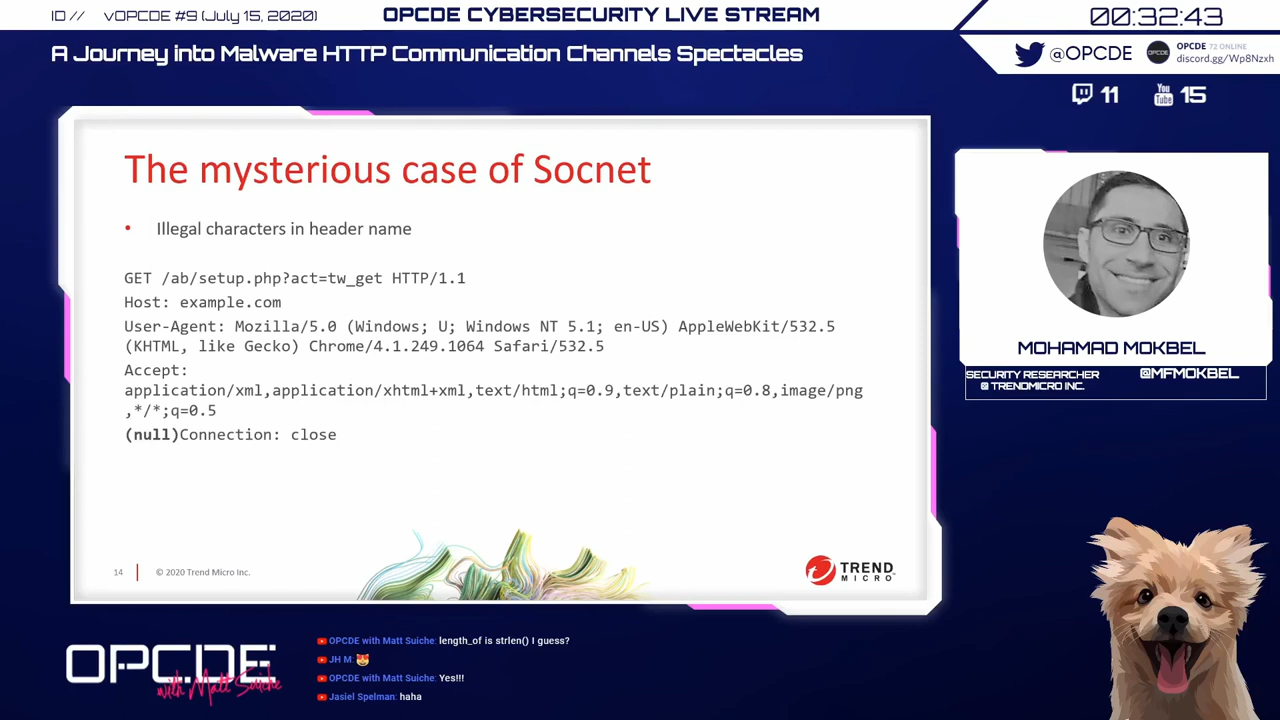 ID // vOPCDE #9 (July 15, 2020)
OPCDE CYBERSECURITY LIVE STREAM
00:32:43
A Journey into Malware HTTP Communication Channels Spectacles
@OPCDE
OPCDE
OPCDE 72 ONLINE
discord.gg/Wp8Nzxh
11
You Tube 15
The mysterious case of Socnet
• Illegal characters in header name
GET /ab/setup.php?act=tw_get HTTP/1.1
Host: example.com
User-Agent: Mozilla/5.0 (Windows; U; Windows NT 5.1; en-US) AppleWebKit/532.5
(KHTML, like Gecko) Chrome/4.1.249.1064 Safari/532.5
Accept:
application/xml,application/xhtml+xml,text/html;q=0.9,text/plain;q=0.8,image/png
,*/*;q=0.5
(null)Connection: close
14
© 2020 Trend Micro Inc.
TREND
MICRO
MOHAMAD MOKBEL
SECURITY RESEARCHER
@ TRENDMICRO INC.
@MFMOKBEL
OPCDE
with Matt Suiche
OPCDE with Matt Suiche: length_of is strlen() I guess?
JH M:
OPCDE with Matt Suiche: Yes!!!
Jasiel Spelman: haha